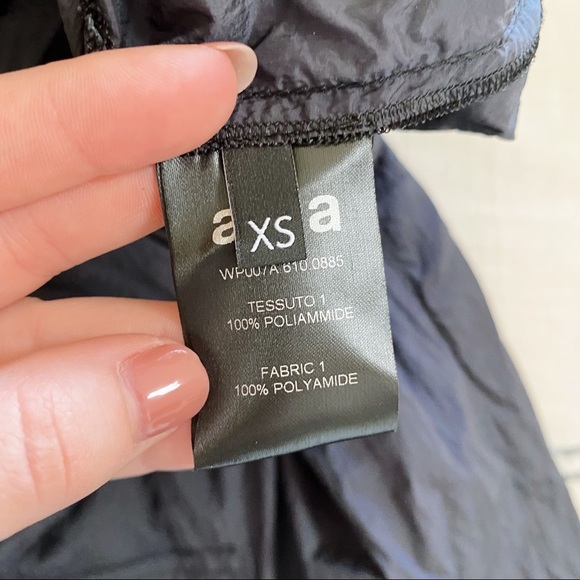 XS
WP007A 610.0885
TESSUTO 1
100% POLIAMMIDE
FABRIC 1
100% POLYAMIDE